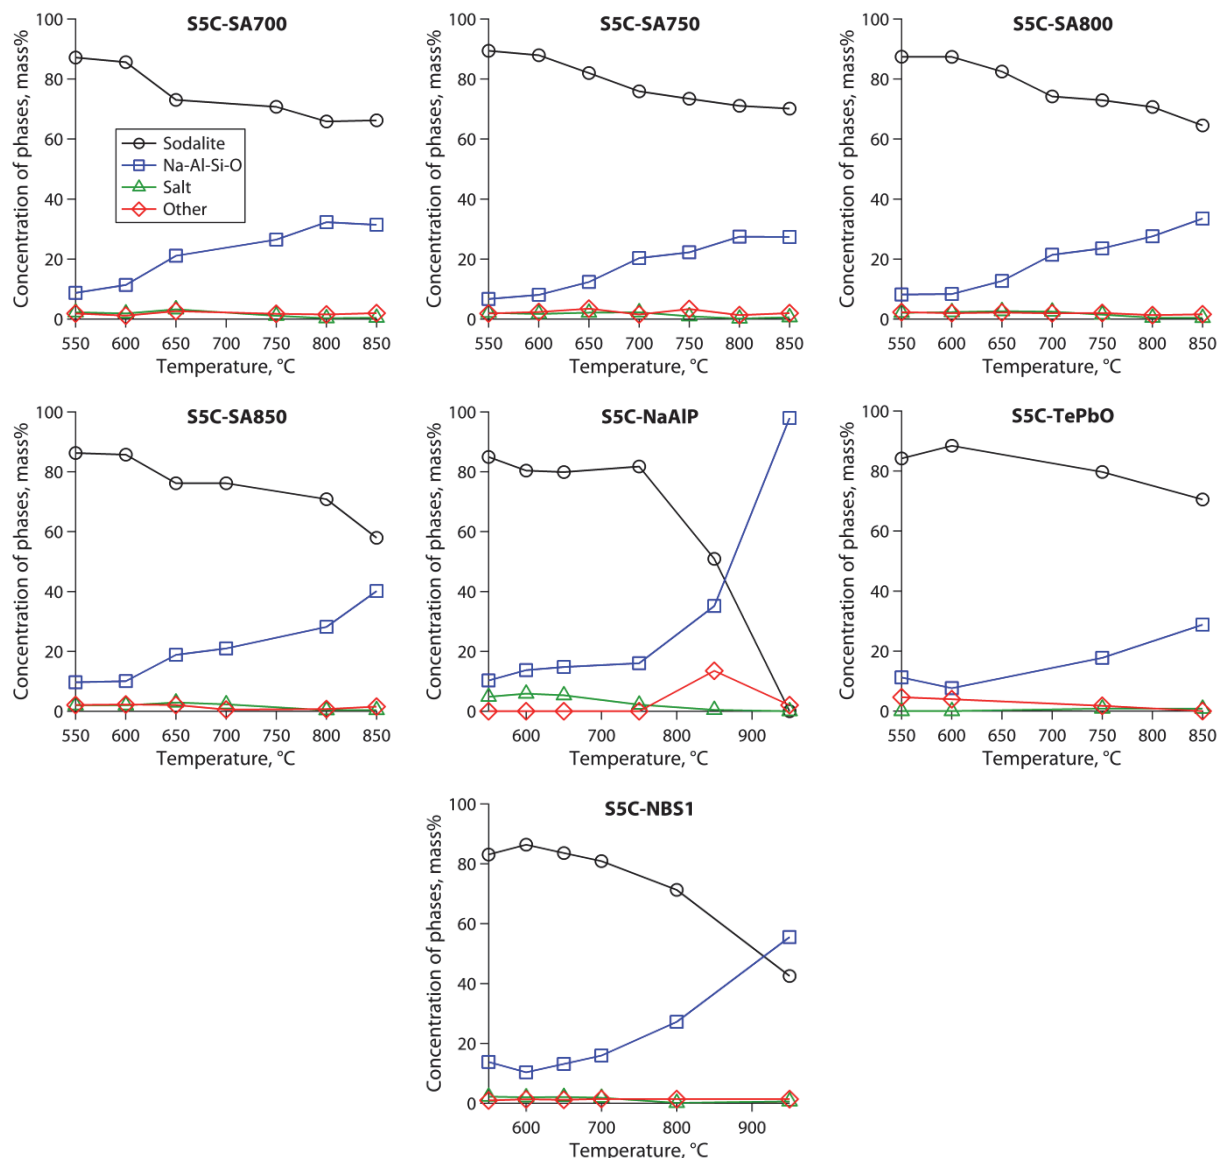 S5C-SA700
Concentration of phases, mass%
100
80
60
40
20
0
Sodalite
Na-Al-Si-O
Salt
Other
550 600 650 700 750 800 850
Temperature, °C
S5C-SA750
Concentration of phases, mass%
100
80
60
40
20
0
550 600 650 700 750 800 850
Temperature, °C
S5C-SA800
Concentration of phases, mass%
100
80
60
40
20
0
550 600 650 700 750 800 850
Temperature, °C
S5C-SA850
Concentration of phases, mass%
100
80
60
40
20
0
550 600 650 700 750 800 850
Temperature, °C
S5C-NaAlP
Concentration of phases, mass%
100
80
60
40
20
0
600 700 800 900
Temperature, °C
S5C-TePbO
Concentration of phases, mass%
100
80
60
40
20
0
550 600 650 700 750 800 850
Temperature, °C
S5C-NBS1
Concentration of phases, mass%
100
80
60
40
20
0
600 700 800 900
Temperature, °C